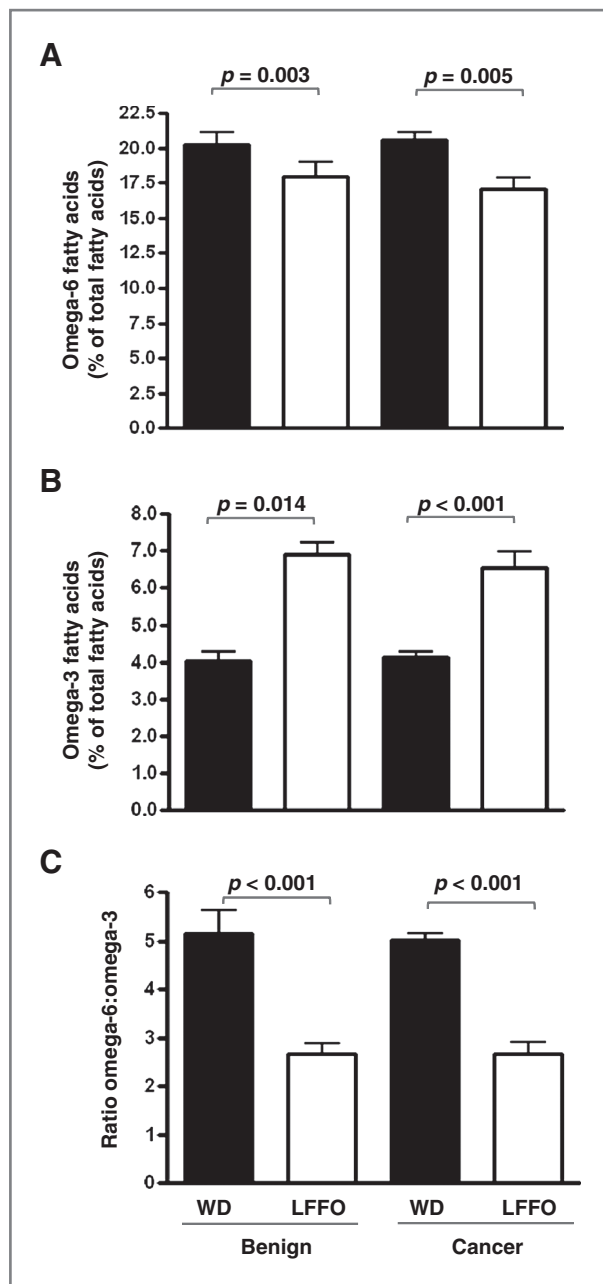 A
p = 0.003
p = 0.005
Omega-6 fatty acids
(% of total fatty acids)
22.5
20.0
17.5
15.0
12.5
10.0
7.5
5.0
2.5
0.0
B
p = 0.014
p < 0.001
Omega-3 fatty acids
(% of total fatty acids)
8.0
7.0
6.0
5.0
4.0
3.0
2.0
1.0
0.0
C
p < 0.001
p < 0.001
Ratio omega-6:omega-3
6
5
4
3
2
1
0
WD LFFO WD LFFO
Benign Cancer